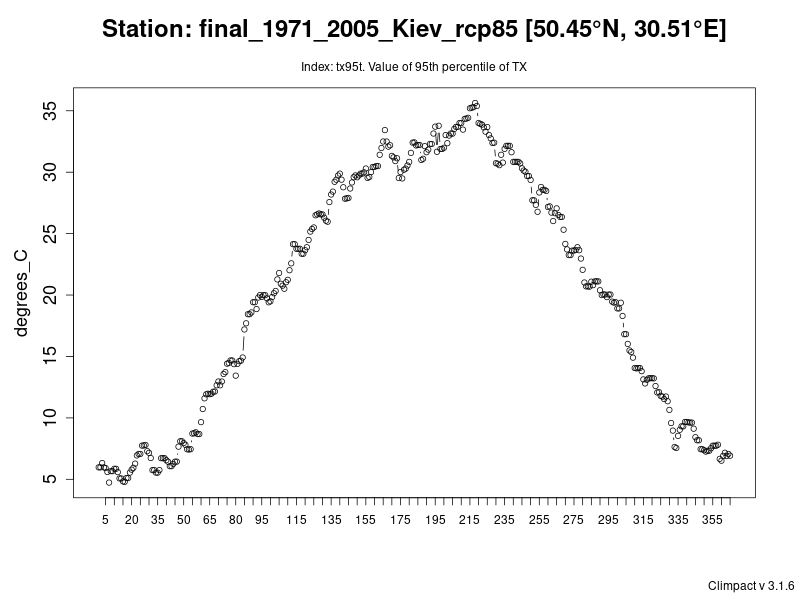 Station: final_1971_2005_Kiev_rcp85 [50.45°N, 30.51°E]
Index: tx95t. Value of 95th percentile of TX
degrees_C
35
30
25
20
15
10
5
5 20 35 50 65 80 95 115 135 155 175 195 215 235 255 275 295 315 335 355
Climpact v 3.1.6